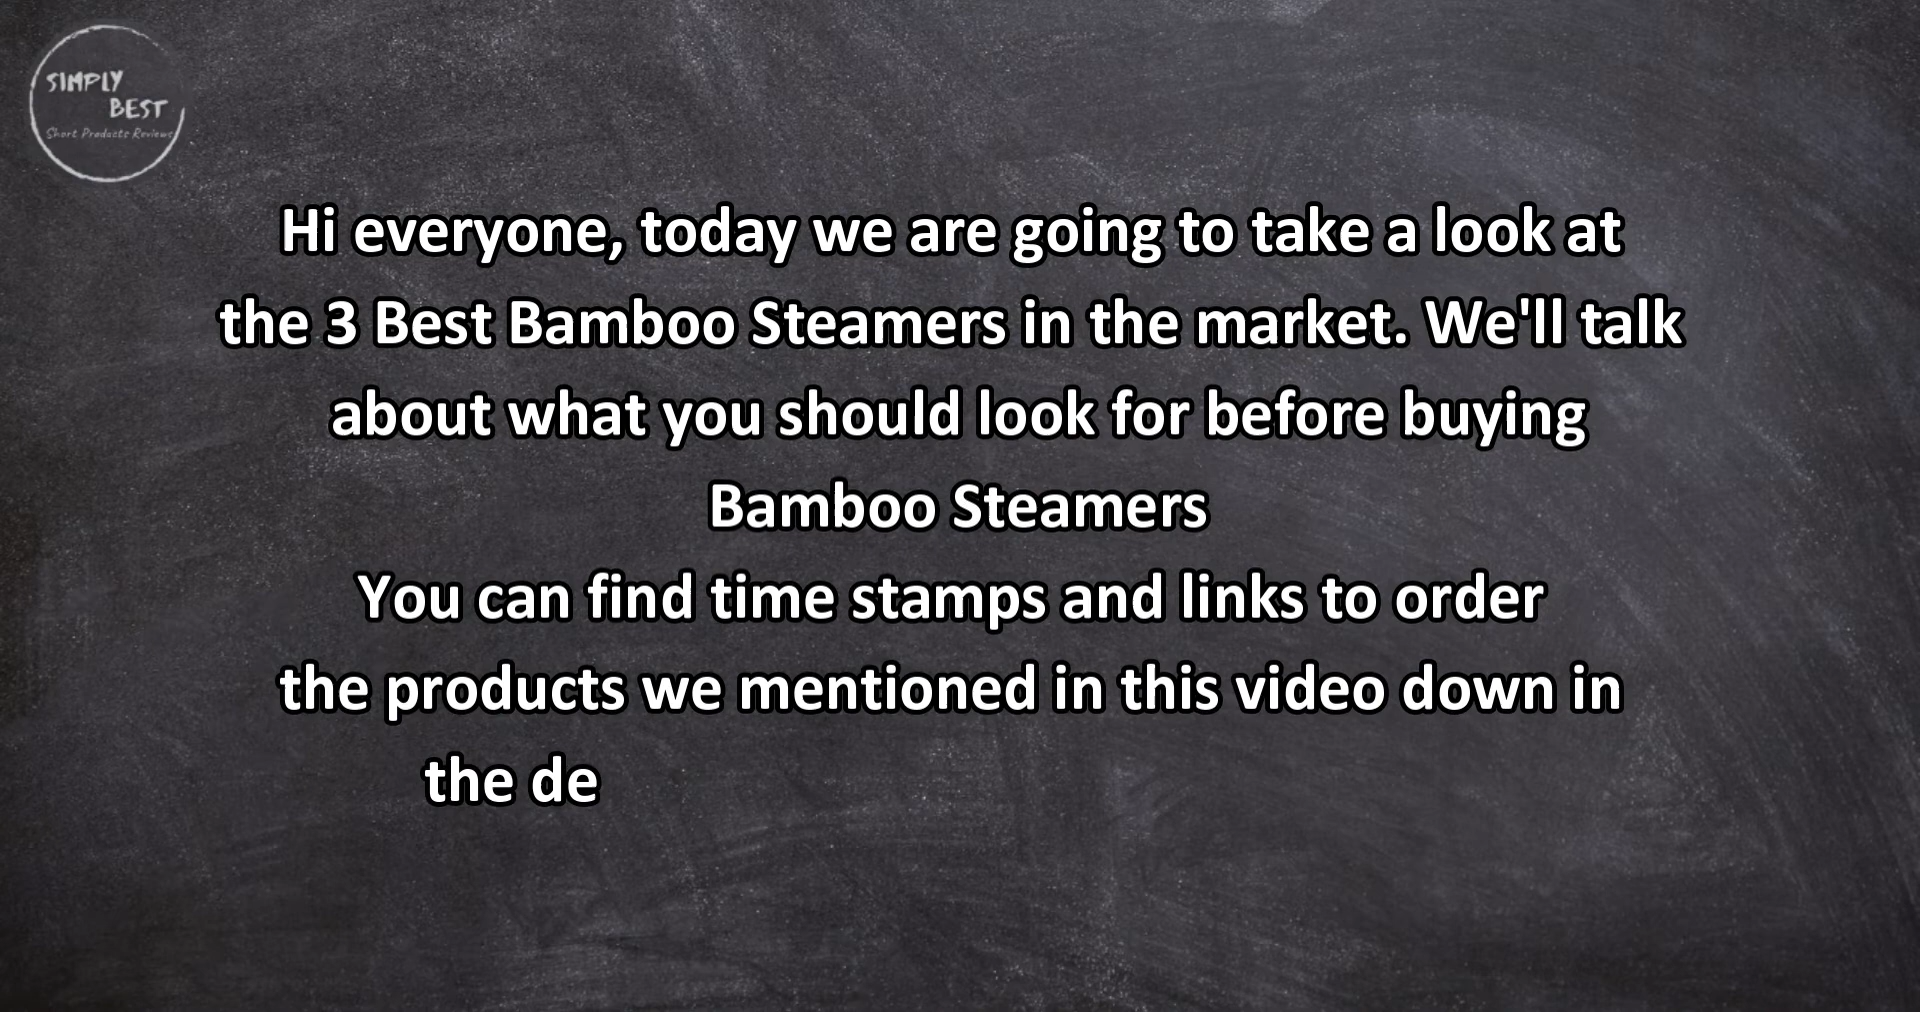 SIMPLY
BEST
Short Products Reviews
Hi everyone, today we are going to take a look at
the 3 Best Bamboo Steamers in the market. We'll talk
about what you should look for before buying
Bamboo Steamers
You can find time stamps and links to order
the products we mentioned in this video down in
the de